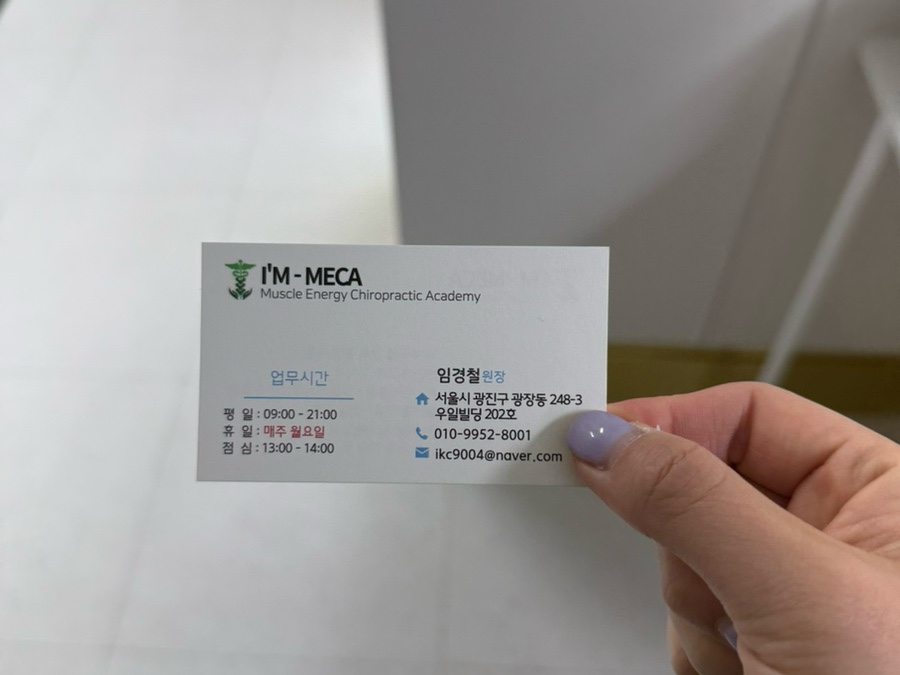 I'M - MECA
Muscle Energy Chiropractic Academy
업무시간
평 일 : 09:00 - 21:00
휴 일 : 매주 월요일
점 심 : 13:00 - 14:00
임경철 원장
서울시 광진구 광장동 248-3
우일빌딩 202호
010-9952-8001
ikc9004@naver.com